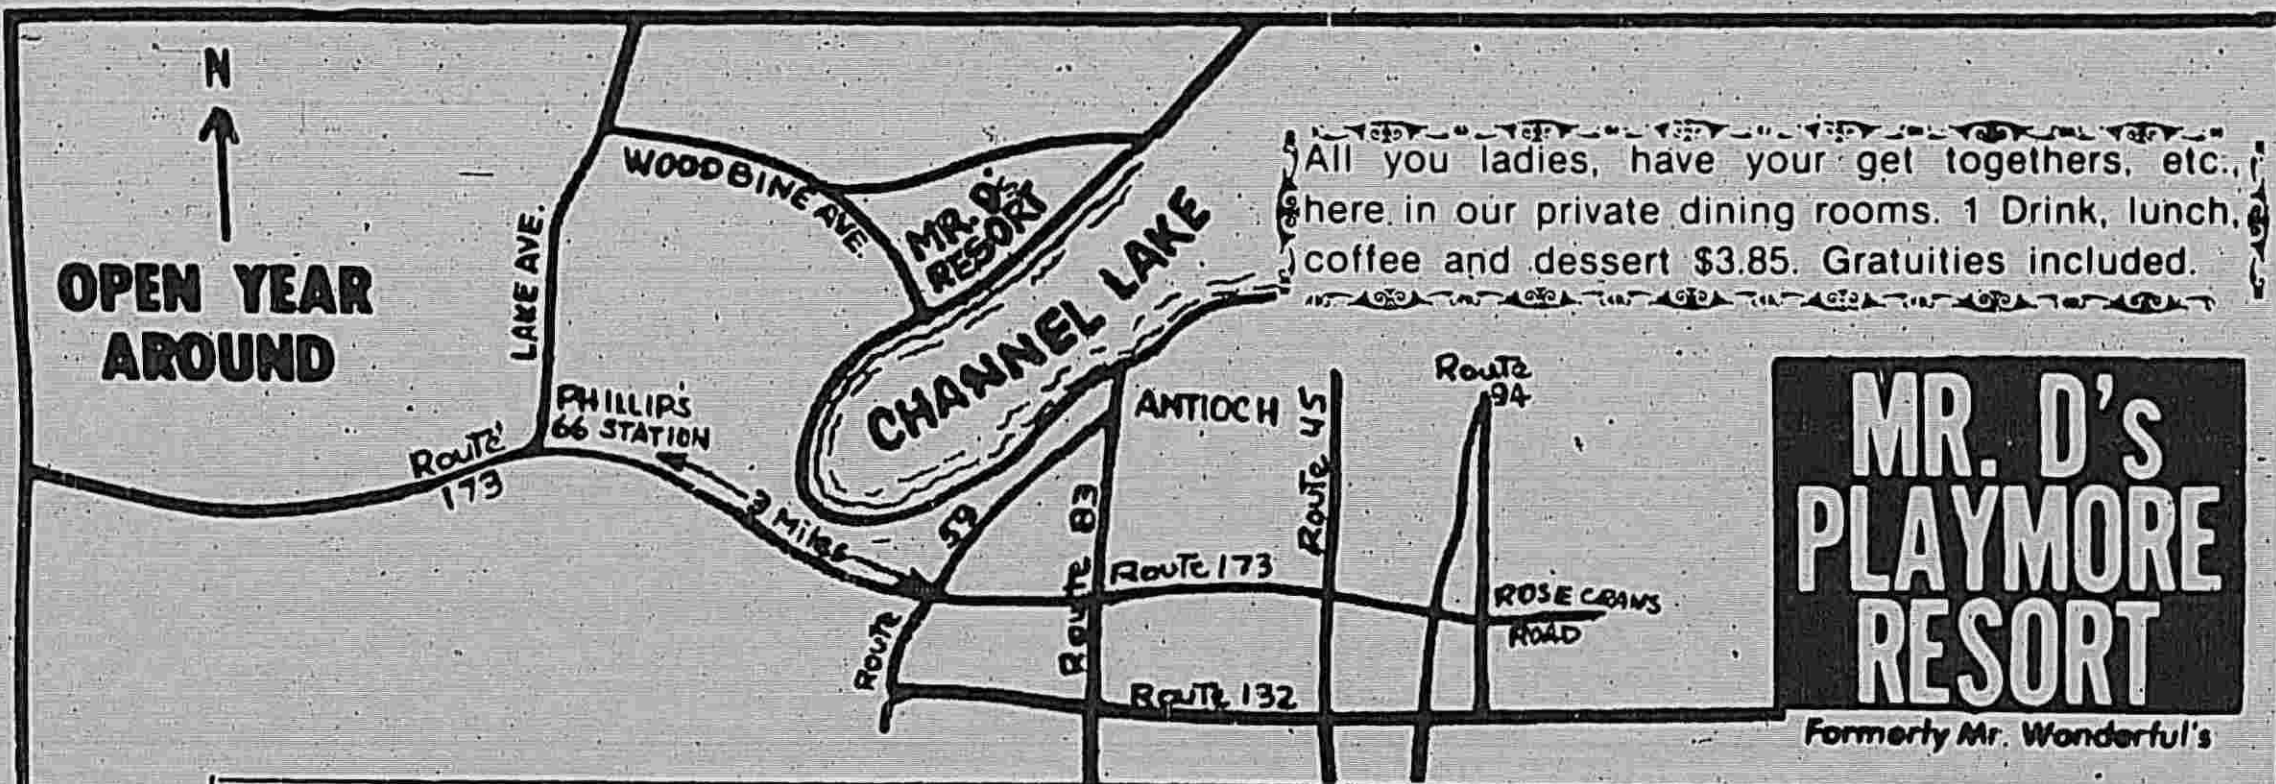 N
OPEN YEAR
AROUND
LAKE AVE.
WOODBINE AVE.
MR. D'S
RESORT
CHANNEL LAKE
All you ladies, have your get togethers, etc.,
here in our private dining rooms. 1 Drink, lunch,
coffee and dessert $3.85. Gratuities included.
PHILLIP'S
66 STATION
Route
173
3 Miles
Route 59
Route 83
ANTIOCH
Route 45
Route
94
Route 173
ROSECRANS
ROAD
Route 132
MR. D's
PLAYMORE
RESORT
Formerly Mr. Wonderful's